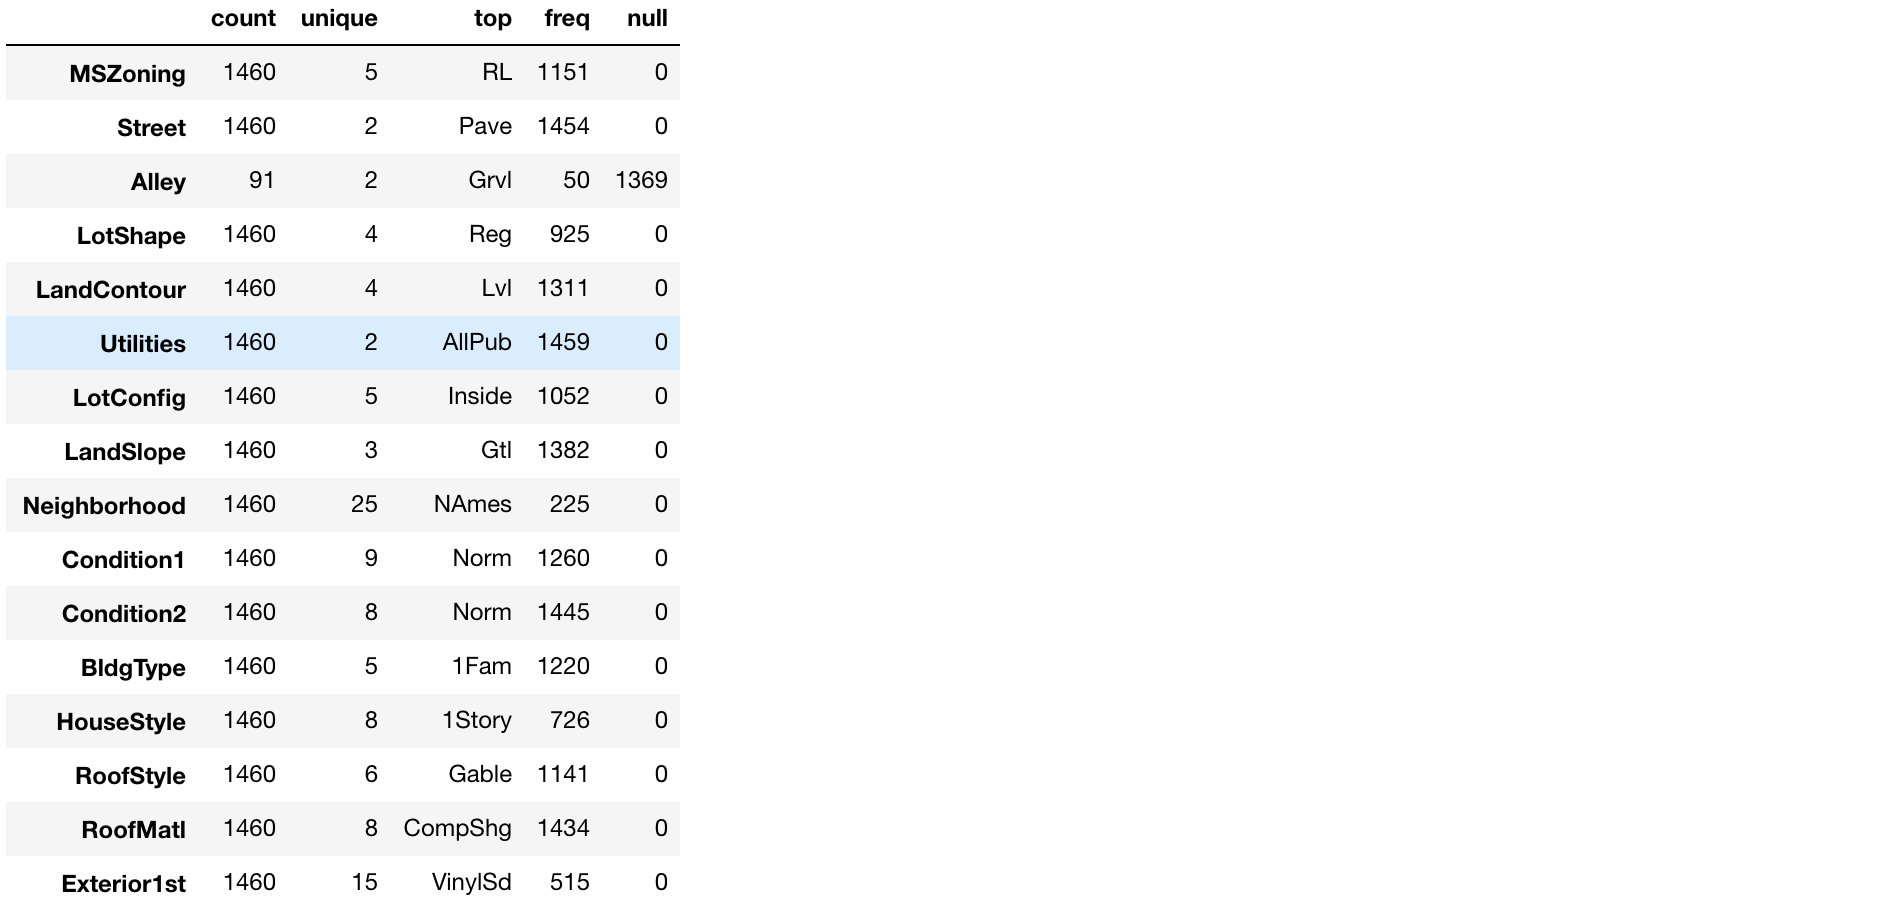 count unique top freq null
MSZoning 1460 5 RL 1151 0
Street 1460 2 Pave 1454 0
Alley 91 2 Grvl 50 1369
LotShape 1460 4 Reg 925 0
LandContour 1460 4 Lvl 1311 0
Utilities 1460 2 AllPub 1459 0
LotConfig 1460 5 Inside 1052 0
LandSlope 1460 3 Gtl 1382 0
Neighborhood 1460 25 NAmes 225 0
Condition1 1460 9 Norm 1260 0
Condition2 1460 8 Norm 1445 0
BldgType 1460 5 1Fam 1220 0
HouseStyle 1460 8 1Story 726 0
RoofStyle 1460 6 Gable 1141 0
RoofMatl 1460 8 CompShg 1434 0
Exterior1st 1460 15 VinylSd 515 0